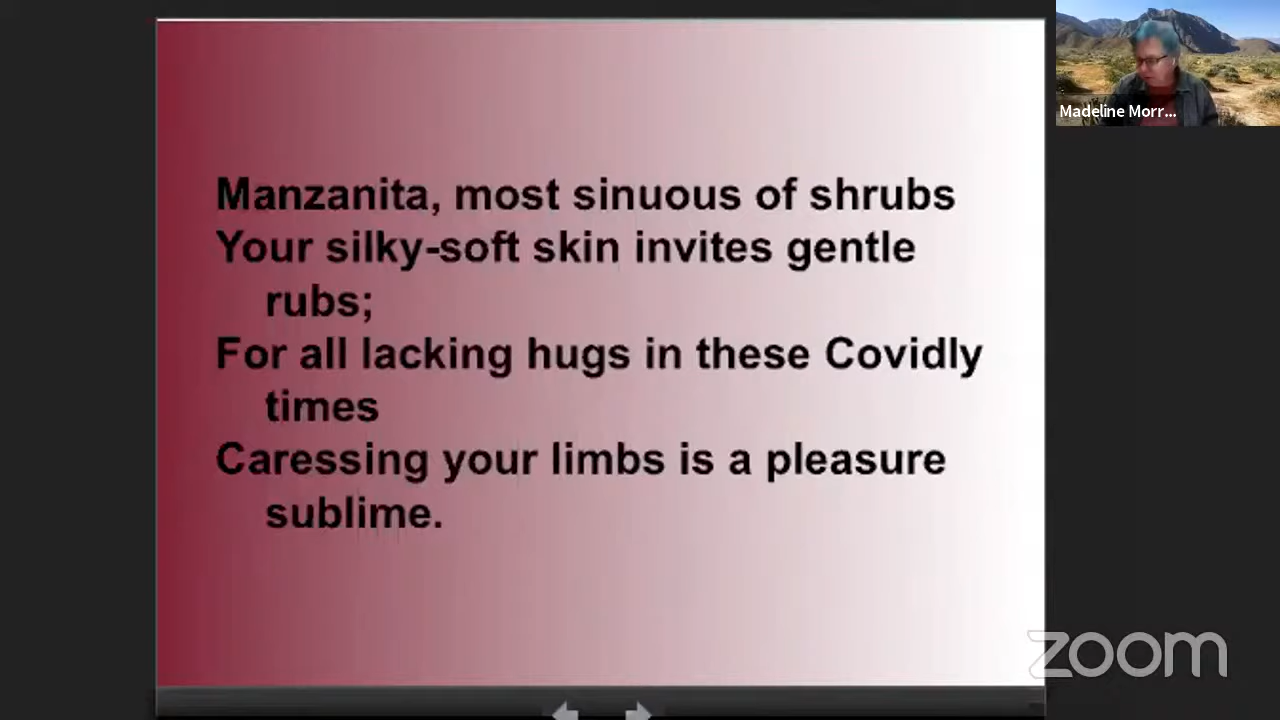 Manzanita, most sinuous of shrubs
Your silky-soft skin invites gentle
rubs;
For all lacking hugs in these Covidly
times
Caressing your limbs is a pleasure
sublime.
Madeline Morr...
zoom